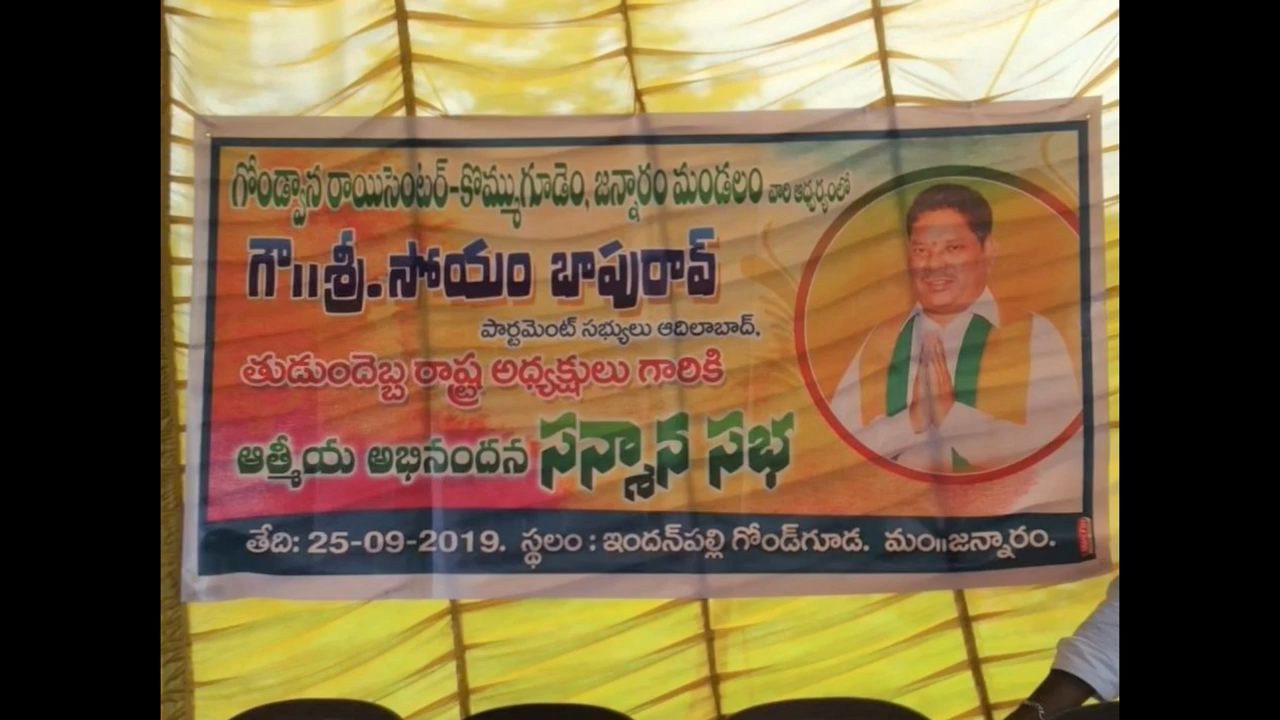 గోండ్వాన రాయిసెంటర్-కొమ్ముగూడెం, జన్నారం మండలం వారి ఆధ్వర్యంలో
గౌ||శ్రీ. సోయం బాపురావ్
పార్లమెంట్ సభ్యులు ఆదిలాబాద్,
తుడుందెబ్బ రాష్ట్ర అధ్యక్షులు గారికి
ఆత్మీయ అభినందన సన్మాన సభ
తేది: 25-09-2019. స్థలం : ఇందన్‌పల్లి గోండ్‌గూడ. మం||జన్నారం.